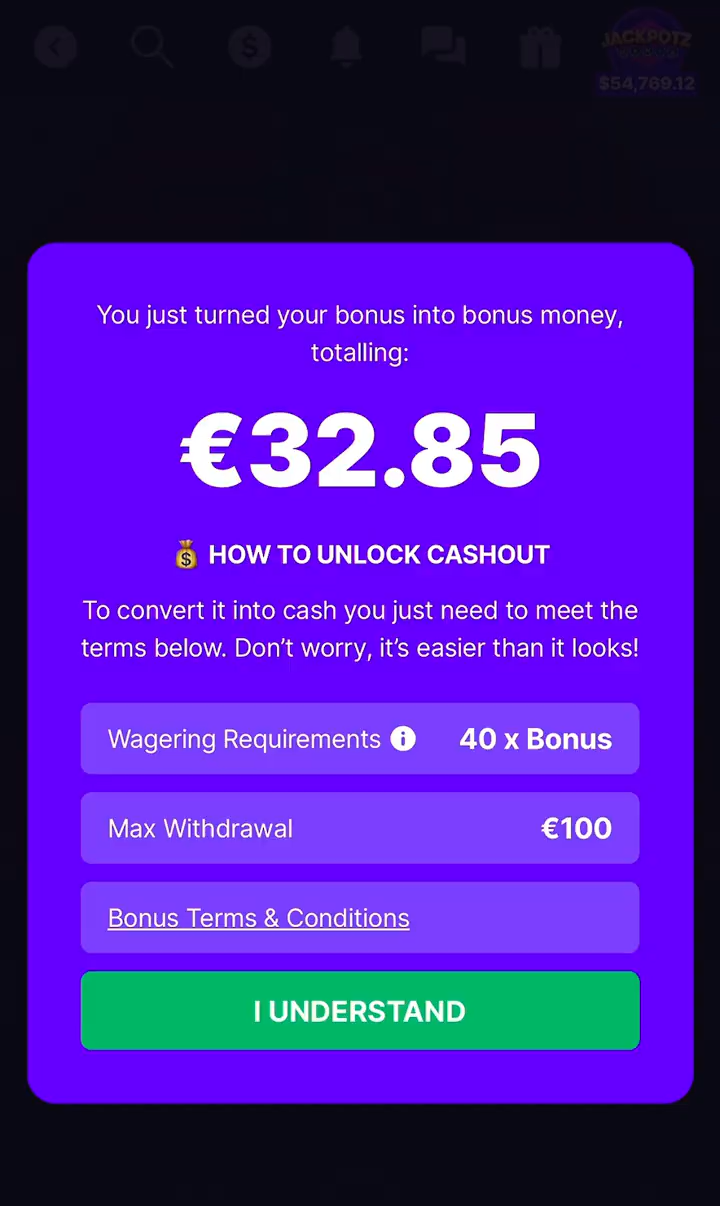 JACKPOTZ
$54,769.12
You just turned your bonus into bonus money,
totalling:
€32.85
💰 HOW TO UNLOCK CASHOUT
To convert it into cash you just need to meet the
terms below. Don’t worry, it’s easier than it looks!
Wagering Requirements 40 x Bonus
Max Withdrawal €100
Bonus Terms & Conditions
I UNDERSTAND